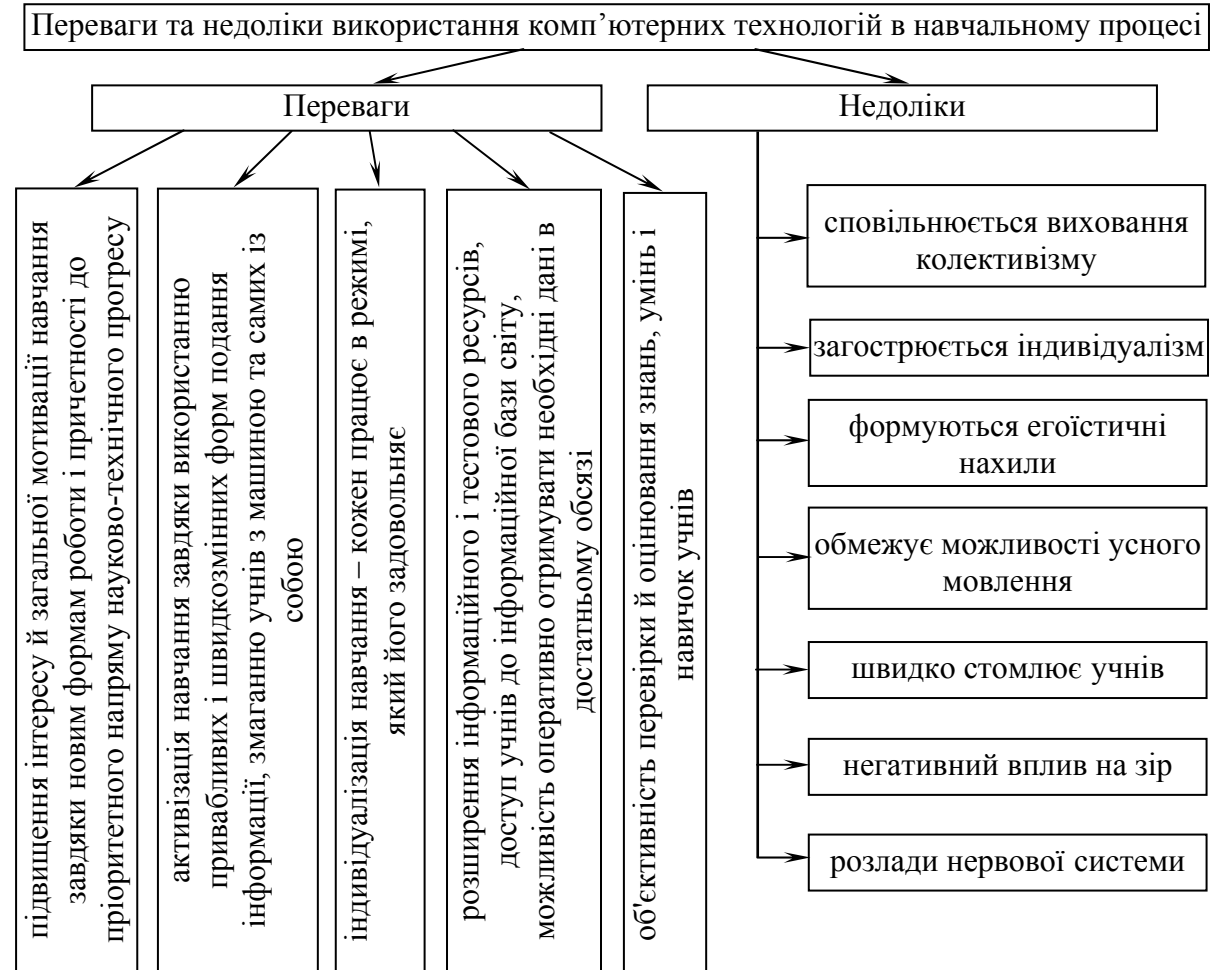 Переваги та недоліки використання комп’ютерних технологій в навчальному процесі
Переваги
Недоліки
підвищення інтересу й загальної мотивації навчання
завдяки новим формам роботи і причетності до
пріоритетного напряму науково-технічного прогресу
активізація навчання завдяки використанню
привабливих і швидкозмінних форм подання
інформації, змаганню учнів з машиною та самих із
собою
індивідуалізація навчання – кожен працює в режимі,
який його задовольняє
розширення інформаційного і тестового ресурсів,
доступ учнів до інформаційної бази світу,
можливість оперативно отримувати необхідні дані в
достатньому обсязі
об'єктивність перевірки й оцінювання знань, умінь і
навичок учнів
сповільнюється виховання
колективізму
загострюється індивідуалізм
формуються егоїстичні
нахили
обмежує можливості усного
мовлення
швидко стомлює учнів
негативний вплив на зір
розлади нервової системи